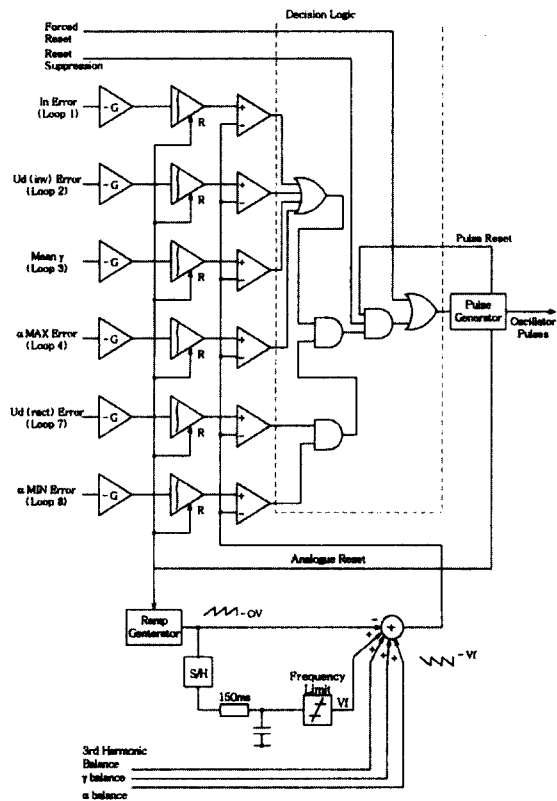 Decision Logic
Forced
Reset
Reset
Suppression
In Error
(Loop 1)
-G
R
+
-
Ud (inv) Error
(Loop 2)
-G
R
+
-
Mean γ
(Loop 3)
-G
R
+
-
α MAX Error
(Loop 4)
-G
R
+
-
Ud (rect) Error
(Loop 7)
-G
R
+
-
α MIN Error
(Loop 8)
-G
R
+
-
Pulse Reset
Pulse
Generator
Oscillator
Pulses
Analogue Reset
Ramp
Generator
- OV
-
+
+
+
+
+
- Vf
S/H
150ms
Frequency
Limit
Vf
3rd Harmonic
Balance
γ balance
α balance